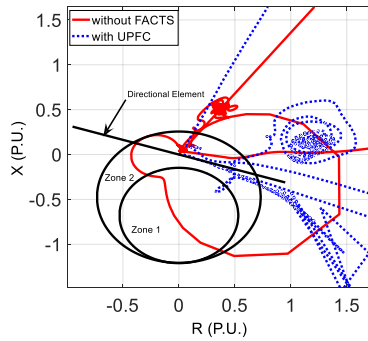 without FACTS
with UPFC
Directional Element
Zone 2
Zone 1
X (P.U.)
1.5
1
0.5
0
-0.5
-1
-0.5
0
0.5
1
1.5
R (P.U.)